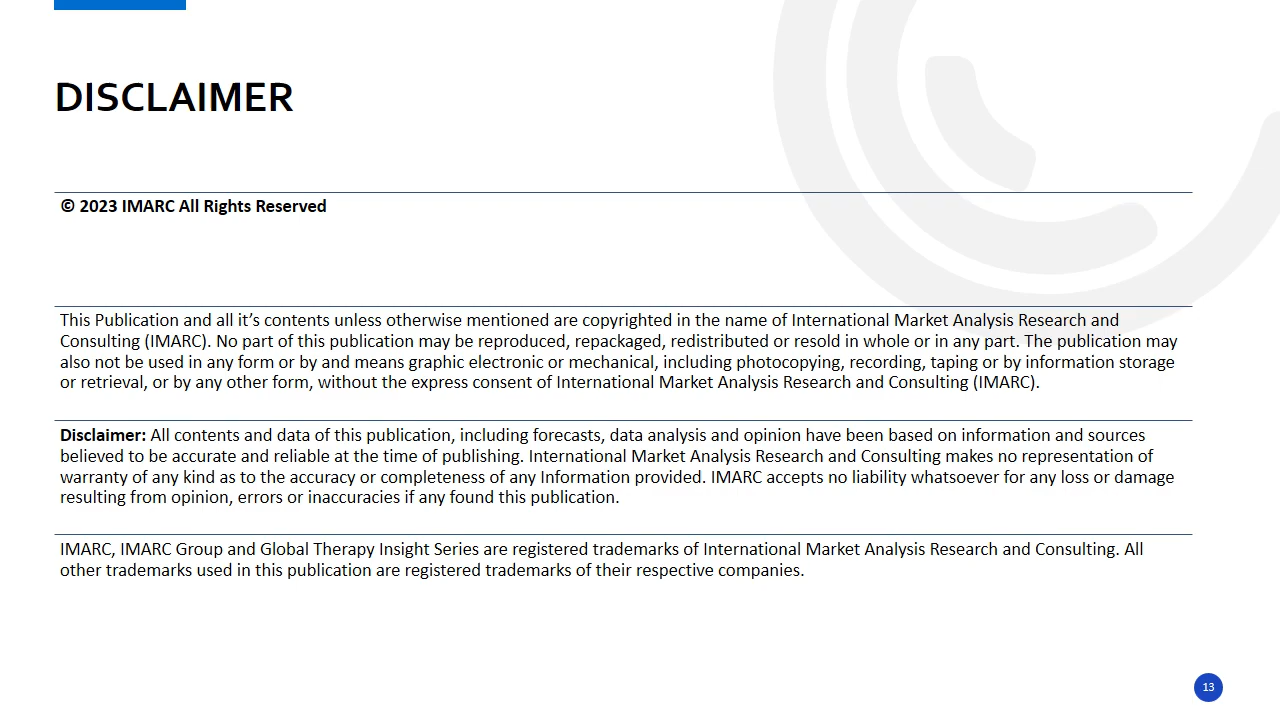 DISCLAIMER
© 2023 IMARC All Rights Reserved
This Publication and all it’s contents unless otherwise mentioned are copyrighted in the name of International Market Analysis Research and
Consulting (IMARC). No part of this publication may be reproduced, repackaged, redistributed or resold in whole or in any part. The publication may
also not be used in any form or by and means graphic electronic or mechanical, including photocopying, recording, taping or by information storage
or retrieval, or by any other form, without the express consent of International Market Analysis Research and Consulting (IMARC).
Disclaimer: All contents and data of this publication, including forecasts, data analysis and opinion have been based on information and sources
believed to be accurate and reliable at the time of publishing. International Market Analysis Research and Consulting makes no representation of
warranty of any kind as to the accuracy or completeness of any Information provided. IMARC accepts no liability whatsoever for any loss or damage
resulting from opinion, errors or inaccuracies if any found this publication.
IMARC, IMARC Group and Global Therapy Insight Series are registered trademarks of International Market Analysis Research and Consulting. All
other trademarks used in this publication are registered trademarks of their respective companies.
13